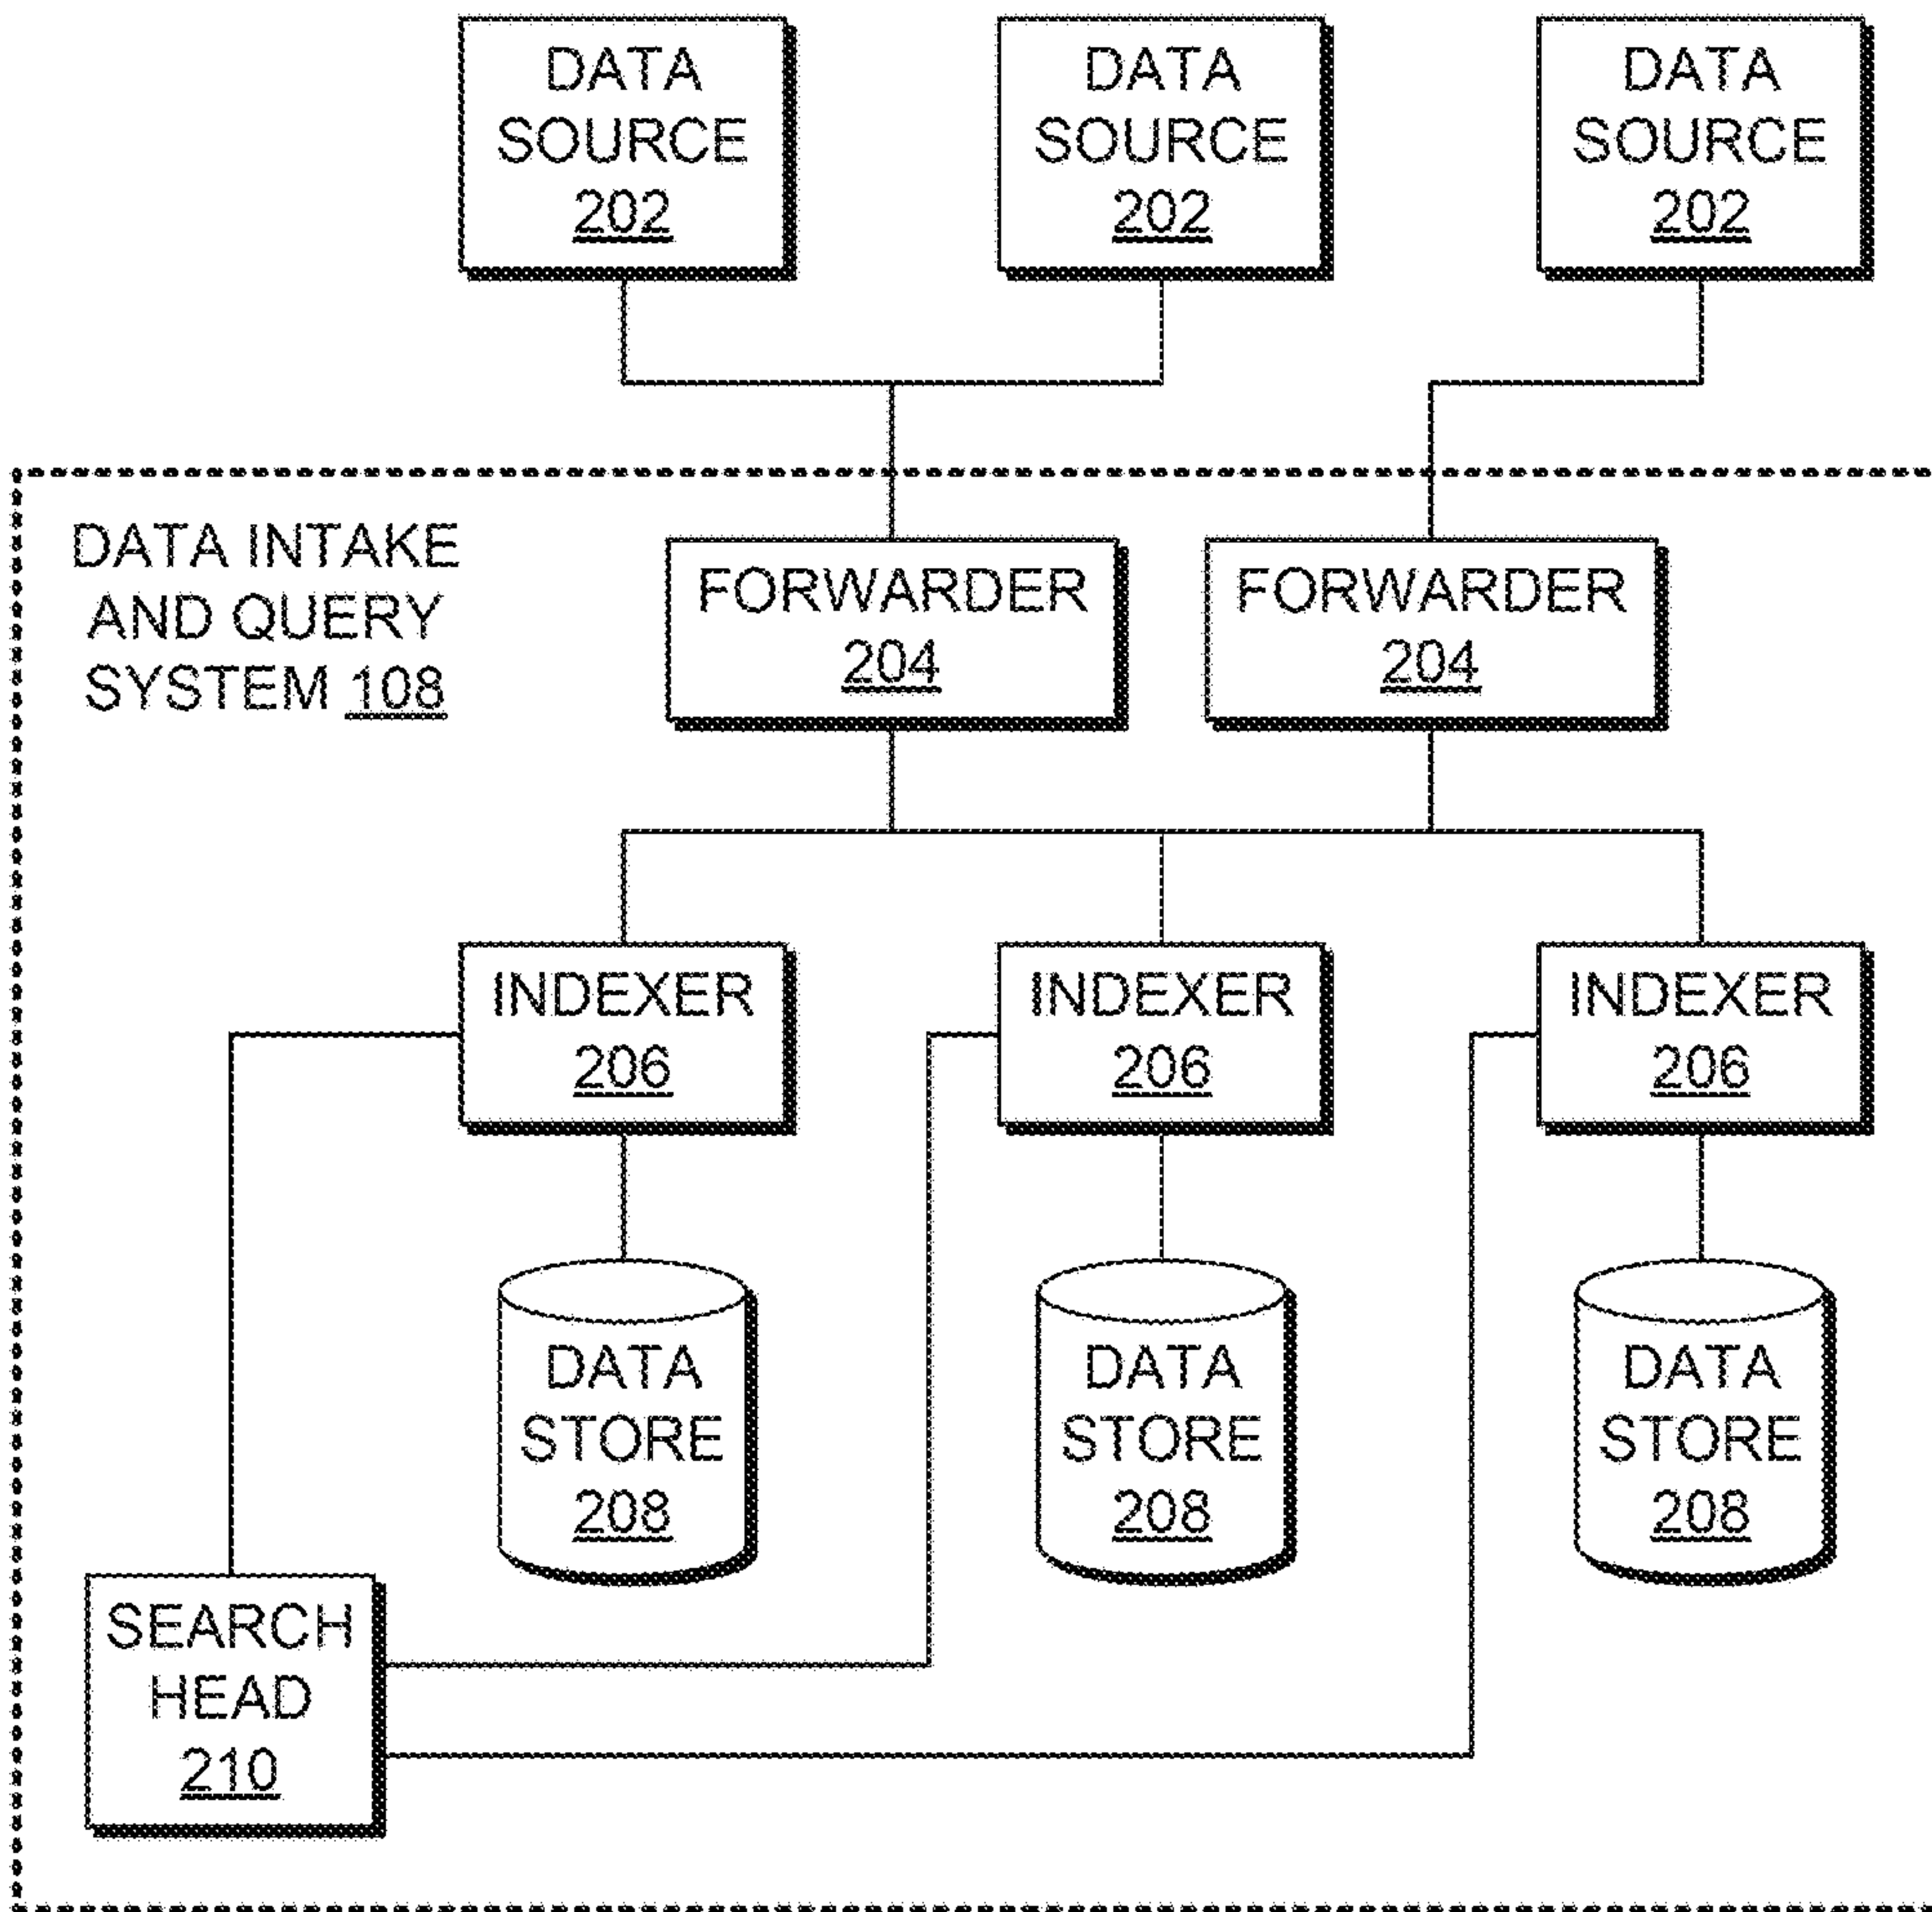 DATA
SOURCE
202
DATA
SOURCE
202
DATA
SOURCE
202
DATA INTAKE
AND QUERY
SYSTEM 108
FORWARDER
204
FORWARDER
204
INDEXER
206
INDEXER
206
INDEXER
206
DATA
STORE
208
DATA
STORE
208
DATA
STORE
208
SEARCH
HEAD
210